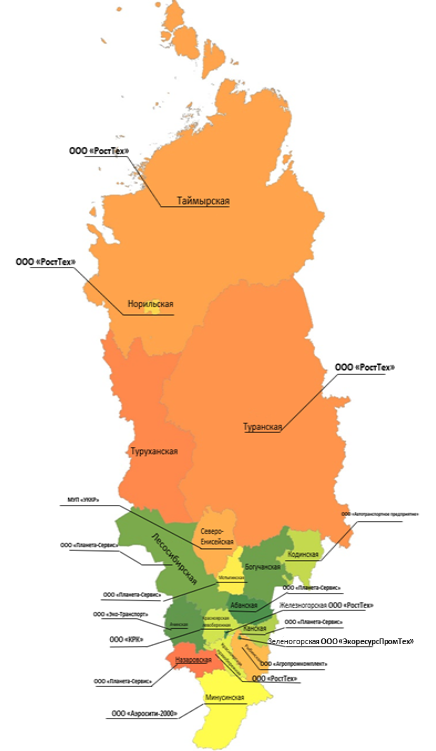 ООО «РостТех»
Таймырская
ООО «РостТех»
Норильская
ООО «РостТех»
Туранская
Туруханская
МУП «УККР»
Северо-
Енисейская
ООО «Автотранспортное предприятие»
ООО «Планета-Сервис»
Лесосибирская
Кодинская
Богучанская
ООО «Планета-Сервис»
ООО «Планета-Сервис»
Абанская
Железногорская ООО «РостТех»
ООО «Эко-Транспорт»
ООО «Планета-Сервис»
Канская
ООО «КРК»
Зеленогорская ООО «ЭкоресурсПромТех»
Назаровская
ООО «Агропромкомплект»
ООО «Планета-Сервис»
ООО «РостТех»
Минусинская
ООО «Аэросити-2000»